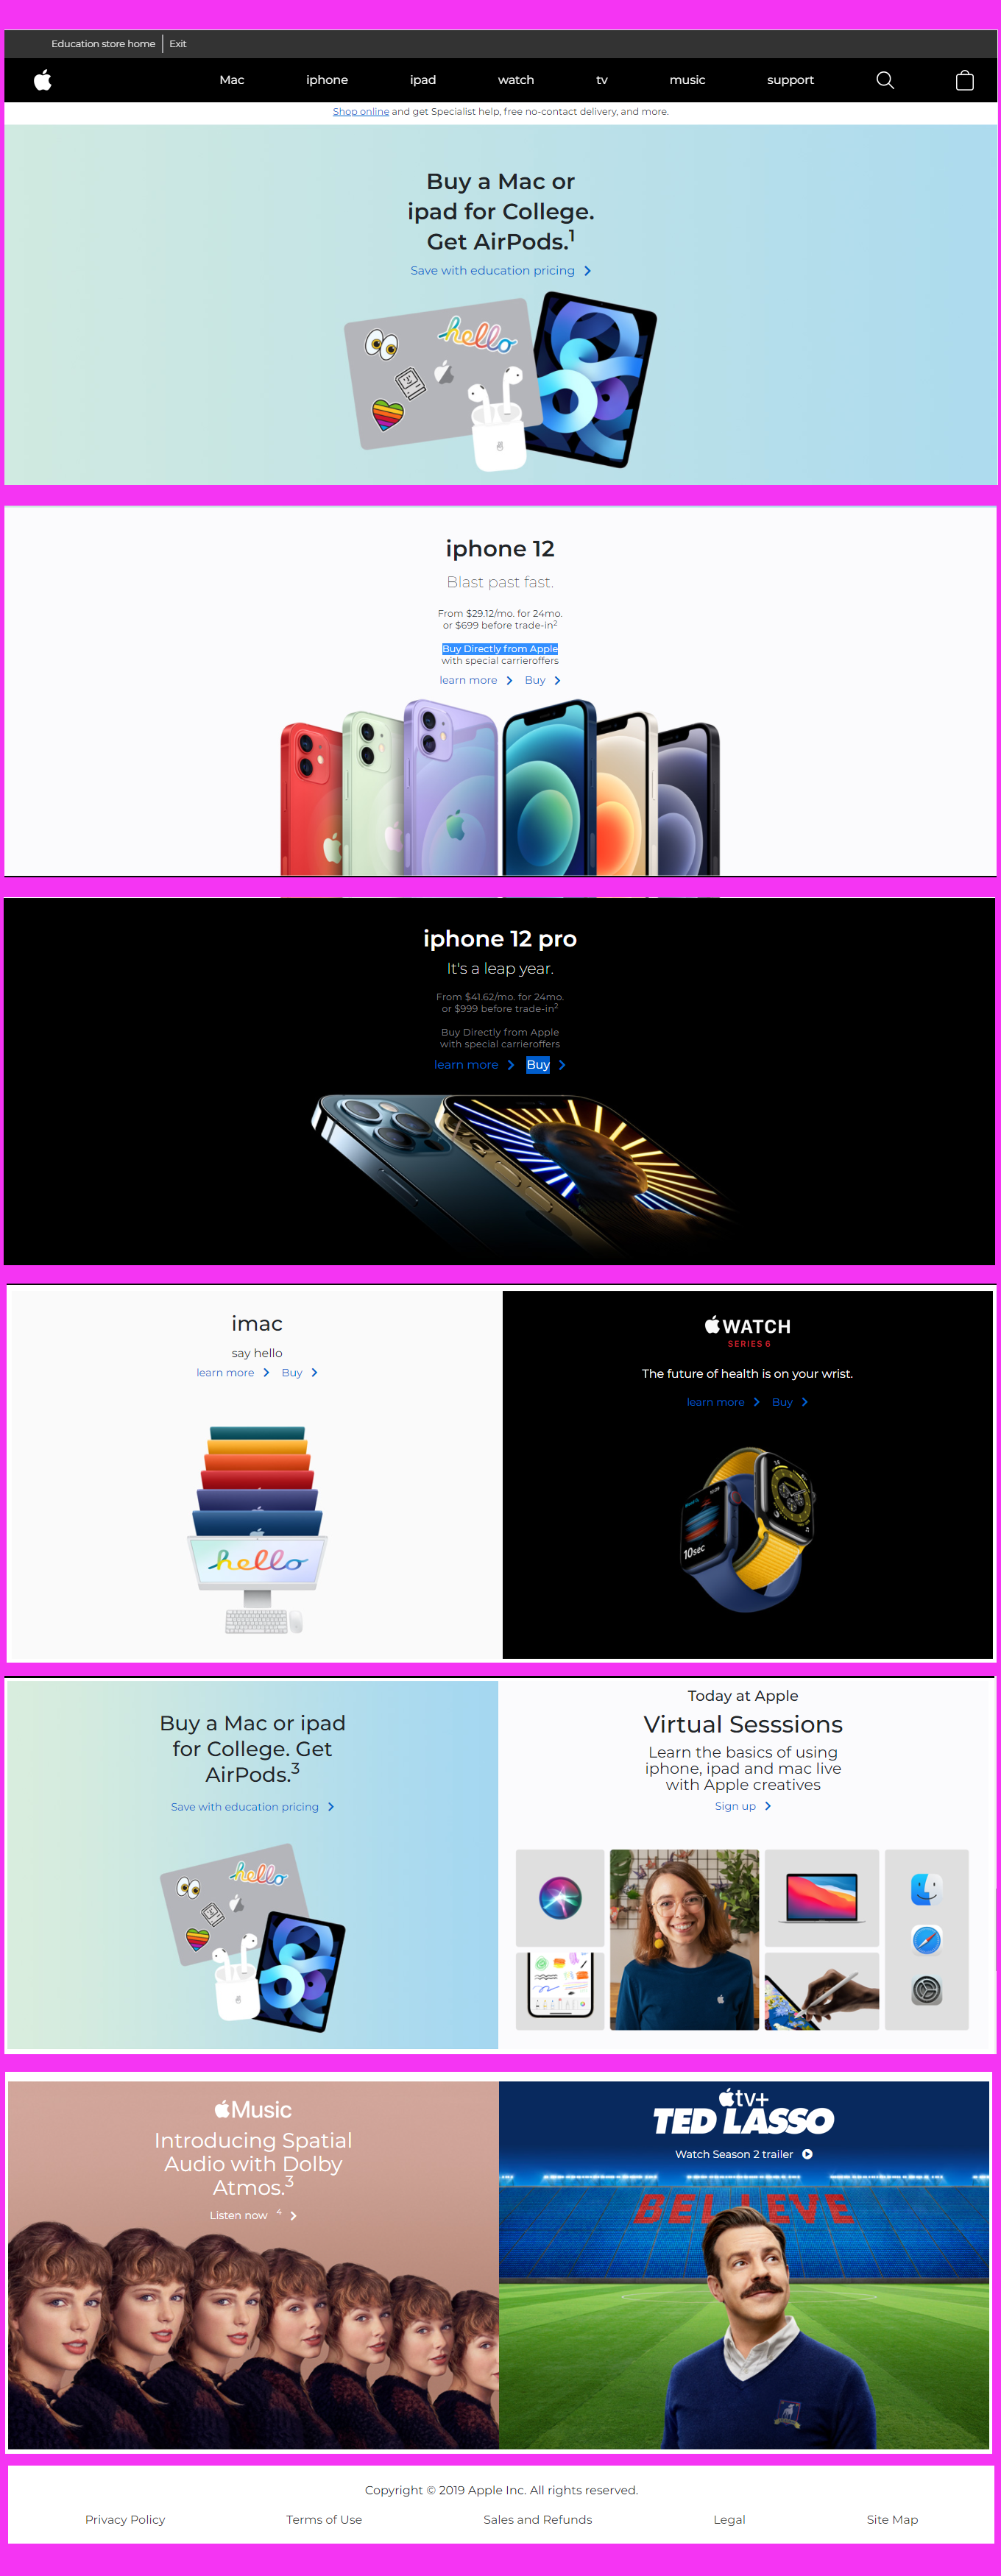 Education store home | Exit
Mac iphone ipad watch tv music support
Shop online and get Specialist help, free no-contact delivery, and more.
Buy a Mac or
ipad for College.
Get AirPods.1
Save with education pricing
hello
iphone 12
Blast past fast.
From $29.12/mo. for 24mo.
or $699 before trade-in2
Buy Directly from Apple
with special carrieroffers
learn more Buy
iphone 12 pro
It's a leap year.
From $41.62/mo. for 24mo.
or $999 before trade-in2
Buy Directly from Apple
with special carrieroffers
learn more Buy
imac
say hello
learn more Buy
hello
WATCH
SERIES 6
The future of health is on your wrist.
learn more Buy
10sec
Buy a Mac or ipad
for College. Get
AirPods.3
Save with education pricing
hello
Today at Apple
Virtual Sesssions
Learn the basics of using
iphone, ipad and mac live
with Apple creatives
Sign up
Music
Introducing Spatial
Audio with Dolby
Atmos.3
Listen now 4
tv+
TED LASSO
Watch Season 2 trailer
BELIEVE
Copyright © 2019 Apple Inc. All rights reserved.
Privacy Policy Terms of Use Sales and Refunds Legal Site Map